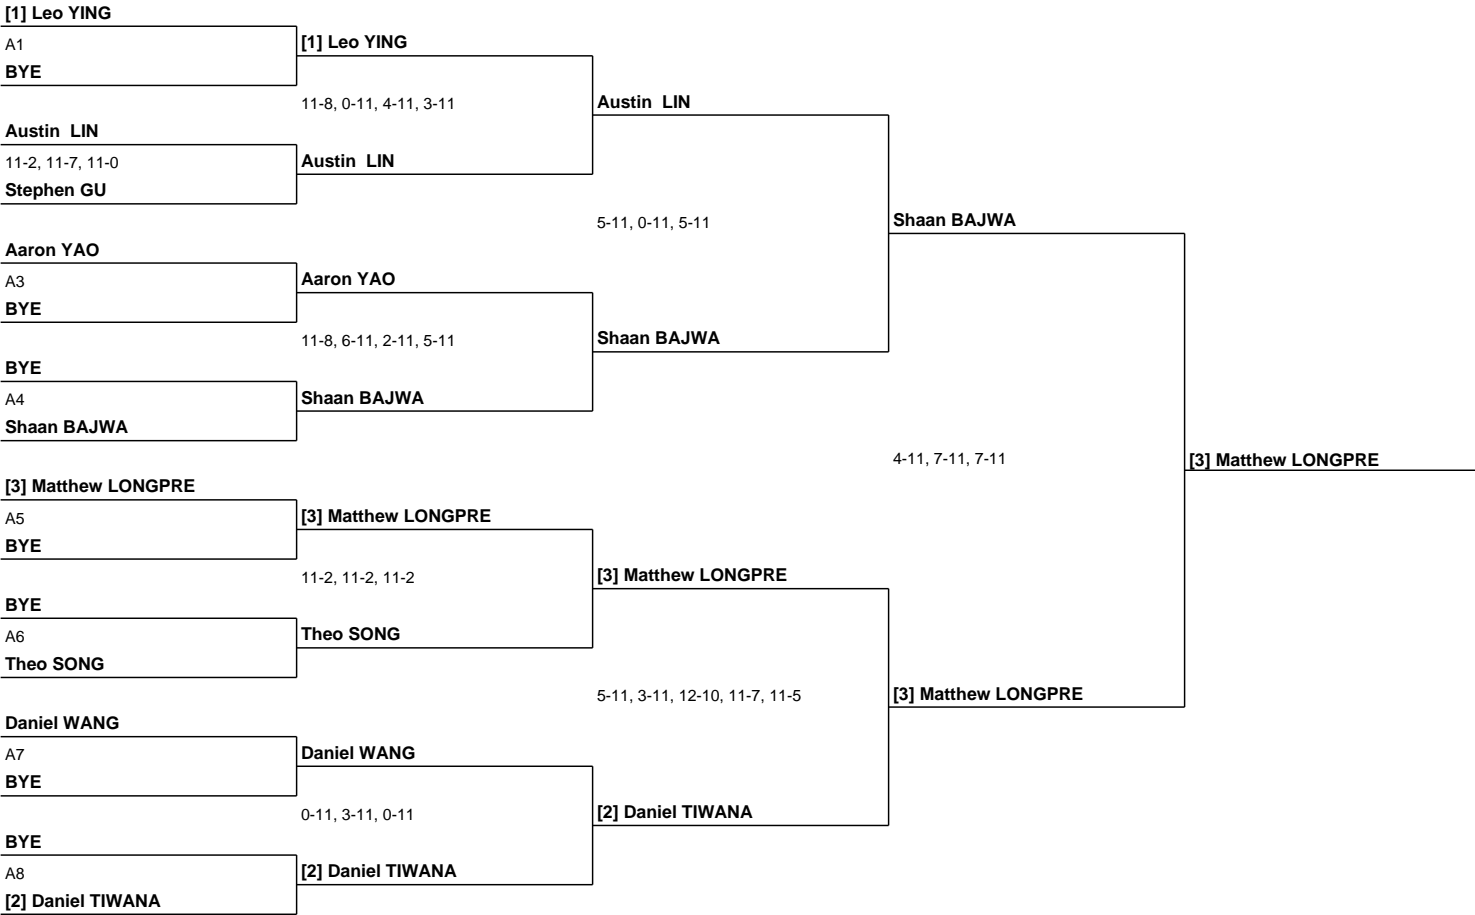 [1] Leo YING
A1
BYE
Austin  LIN
11-2, 11-7, 11-0
Stephen GU
Aaron YAO
A3
BYE
BYE
A4
Shaan BAJWA
[3] Matthew LONGPRE
A5
BYE
BYE
A6
Theo SONG
Daniel WANG
A7
BYE
BYE
A8
[2] Daniel TIWANA
[1] Leo YING
11-8, 0-11, 4-11, 3-11
Austin  LIN
Aaron YAO
11-8, 6-11, 2-11, 5-11
Shaan BAJWA
[3] Matthew LONGPRE
11-2, 11-2, 11-2
Theo SONG
Daniel WANG
0-11, 3-11, 0-11
[2] Daniel TIWANA
Austin  LIN
5-11, 0-11, 5-11
Shaan BAJWA
[3] Matthew LONGPRE
5-11, 3-11, 12-10, 11-7, 11-5
[2] Daniel TIWANA
Shaan BAJWA
4-11, 7-11, 7-11
[3] Matthew LONGPRE
[3] Matthew LONGPRE